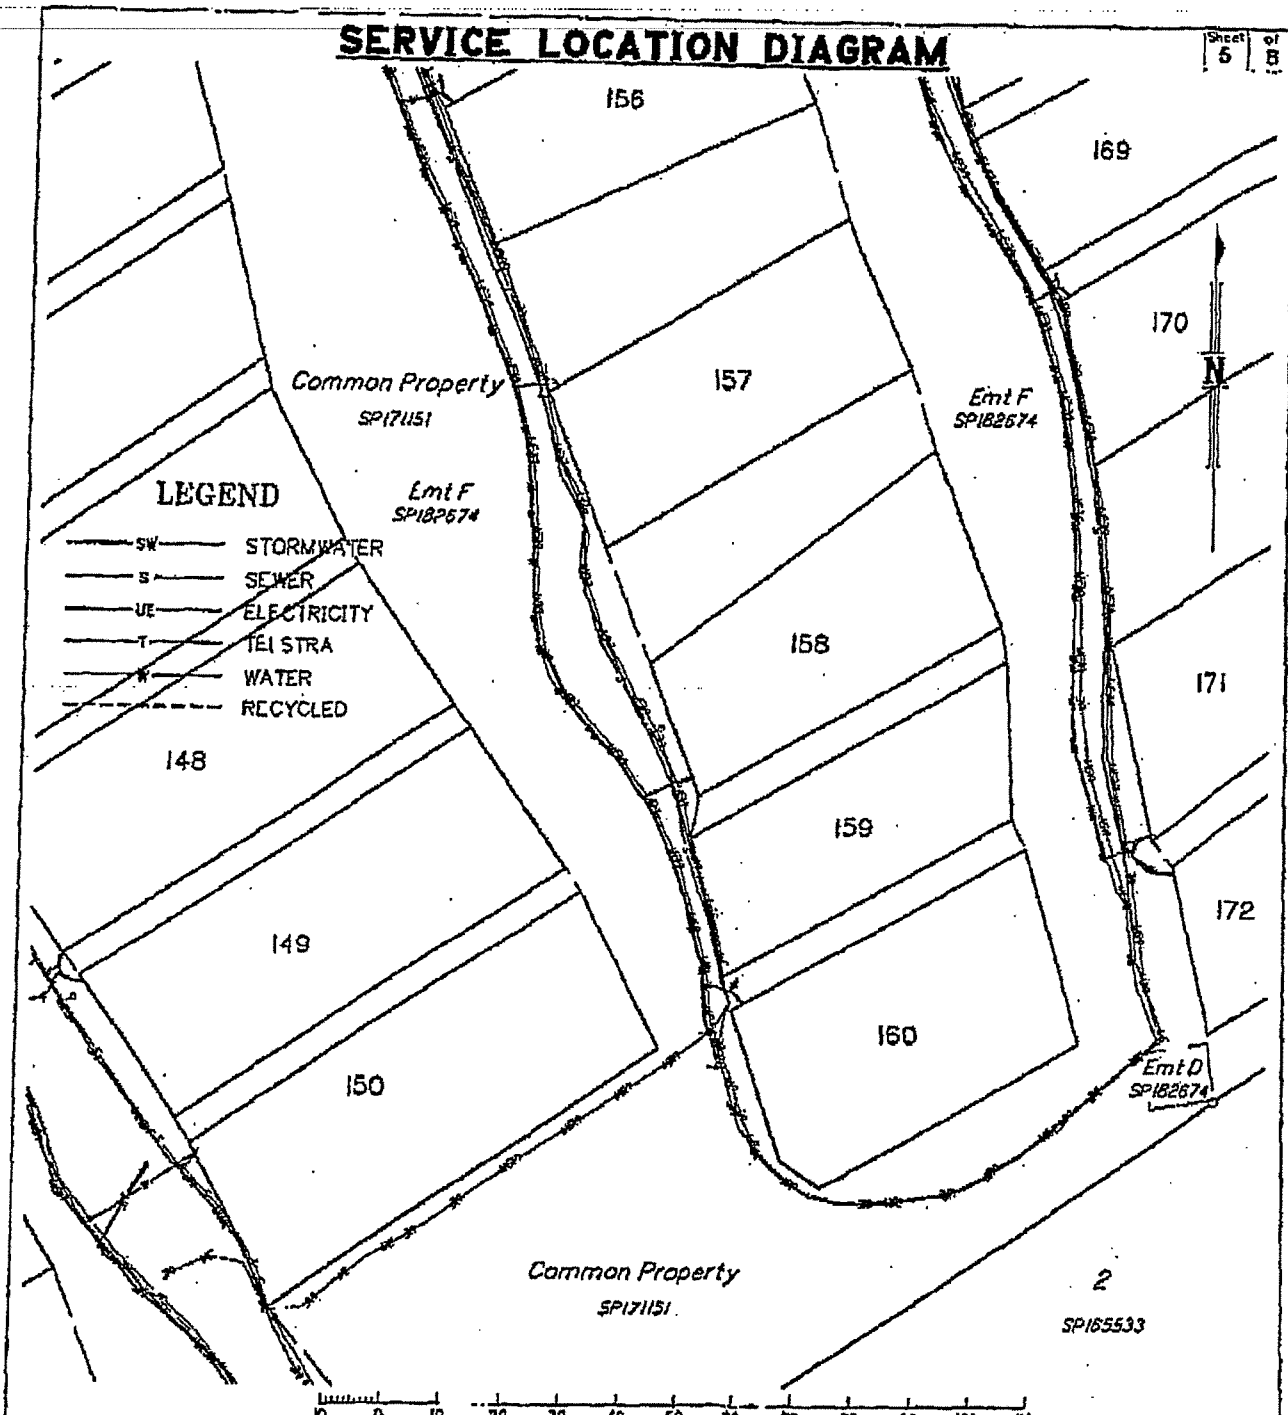 SERVICE LOCATION DIAGRAM
Sheet of
5 8
156
169
170
N
Common Property
SP171151
157
Emt F
SP182674
LEGEND
Emt F
SP182674
SW STORMWATER
S SEWER
UE ELECTRICITY
T TELSTRA
W WATER
RECYCLED
158
148
171
159
172
149
160
150
Emt D
SP182674
Common Property
SP171151
2
SP165533